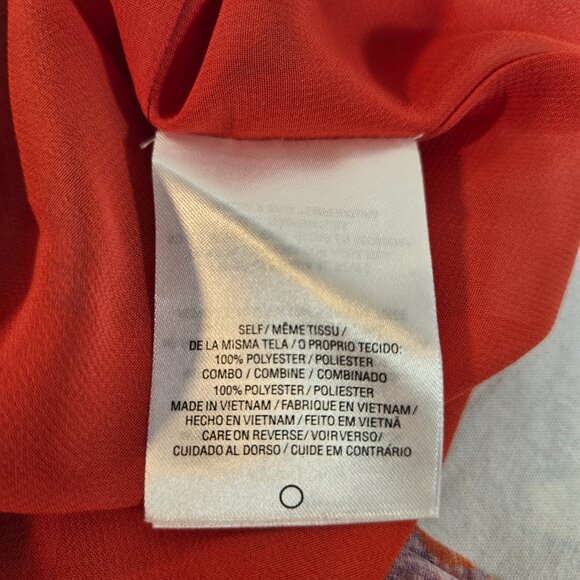 SELF / MÊME TISSU /
DE LA MISMA TELA / O PROPRIO TECIDO:
100% POLYESTER / POLIESTER
COMBO / COMBINE / COMBINADO
100% POLYESTER / POLIESTER
MADE IN VIETNAM / FABRIQUE EN VIETNAM /
HECHO EN VIETNAM / FEITO EM VIETNÃ
CARE ON REVERSE / VOIR VERSO /
CUIDADO AL DORSO / CUIDE EM CONTRÁRIO